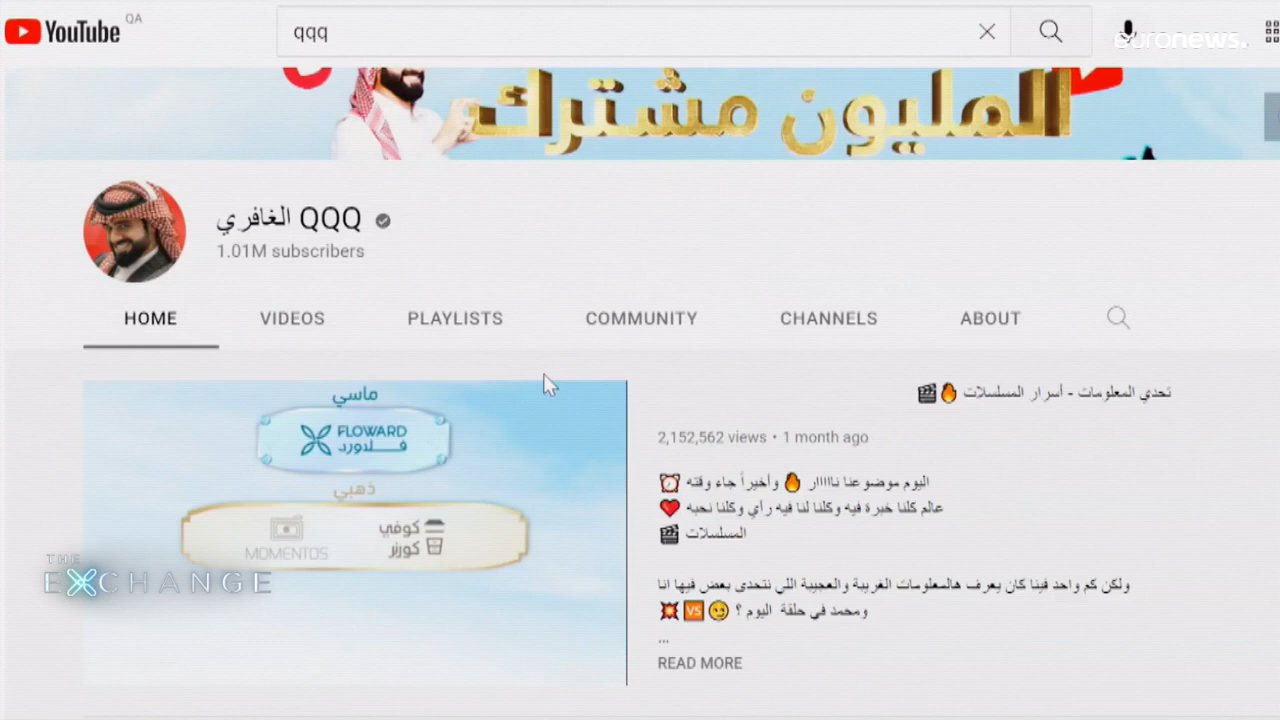 YouTube QA
qqq
euronews.
المليون مشترك
QQQ الغافري
1.01M subscribers
HOME VIDEOS PLAYLISTS COMMUNITY CHANNELS ABOUT
ماسي
FLOWARD
فلاورد
ذهبي
MOMENTOS
كوفي
كورنر
تحدي المعلومات - أسرار المسلسلات 🔥🎬
2,152,562 views • 1 month ago
اليوم موضوعنا نااااار 🔥 وأخيراً جاء وقته ⏰
عالم كلنا خبرة فيه وكلنا لنا فيه رأي وكلنا نحبه ❤️
المسلسلات 🎬
ولكن كم واحد فينا كان يعرف هالمعلومات الغريبة والعجيبة اللي نتحدى بعض فيها انا
ومحمد في حلقة اليوم ؟ 😏🆚💥
...
READ MORE
THE
EXCHANGE